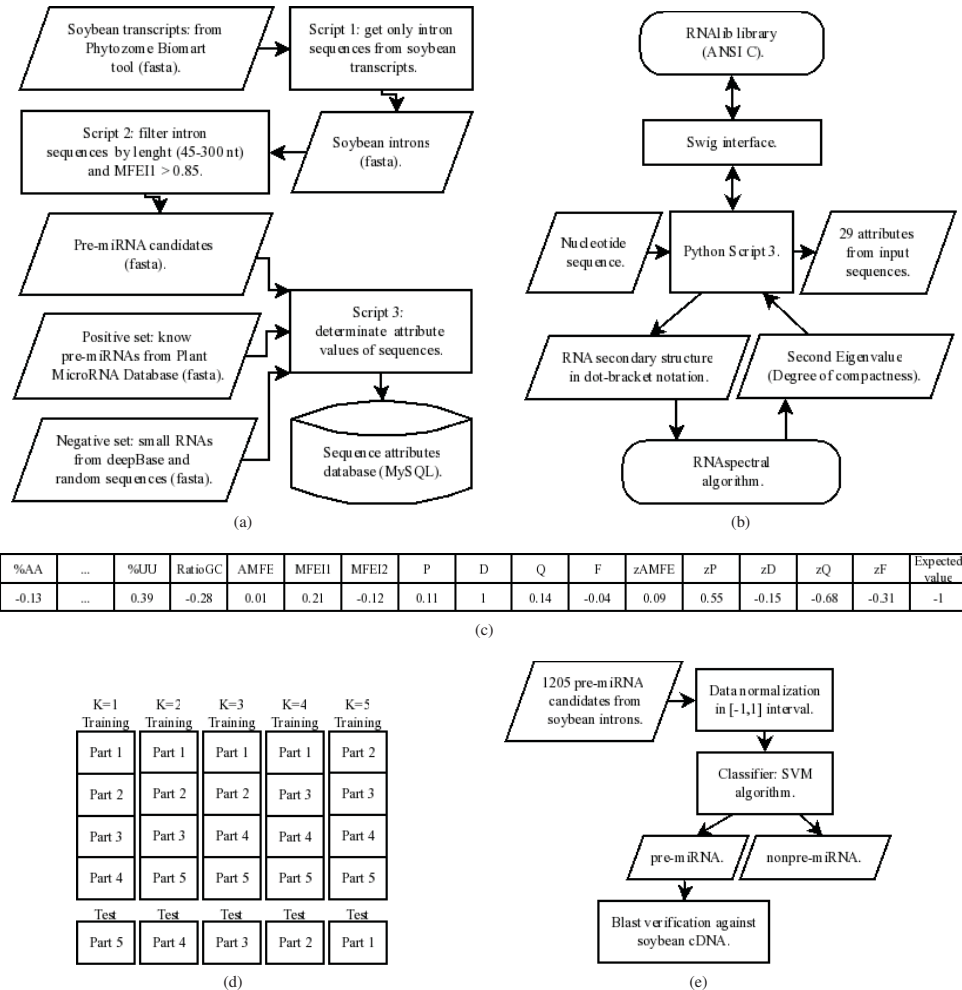 Soybean transcripts: from
Phytozome Biomart
tool (fasta).
Script 1: get only intron
sequences from soybean
transcripts.
Script 2: filter intron
sequences by lenght (45-300 nt)
and MFEI1 > 0.85.
Soybean introns
(fasta).
Pre-miRNA candidates
(fasta).
Script 3:
determinate attribute
values of sequences.
Positive set: know
pre-miRNAs from Plant
MicroRNA Database (fasta).
Negative set: small RNAs
from deepBase and
random sequences (fasta).
Sequence attributes
database (MySQL).
(a)
RNAlib library
(ANSI C).
Swig interface.
Nucleotide
sequence.
Python Script 3.
29 attributes
from input
sequences.
RNA secondary structure
in dot-bracket notation.
Second Eigenvalue
(Degree of compactness).
RNAspectral
algorithm.
(b)
%AA ... %UU RatioGC AMFE MFEI1 MFEI2 P D Q F zAMFE zP zD zQ zF Expected value
-0.13 ... 0.39 -0.28 0.01 0.21 -0.12 0.11 1 0.14 -0.04 0.09 0.55 -0.15 -0.68 -0.31 -1
(c)
K=1 K=2 K=3 K=4 K=5
Training Training Training Training Training
Part 1 Part 1 Part 1 Part 1 Part 2
Part 2 Part 2 Part 2 Part 3 Part 3
Part 3 Part 3 Part 4 Part 4 Part 4
Part 4 Part 5 Part 5 Part 5 Part 5
Test Test Test Test Test
Part 5 Part 4 Part 3 Part 2 Part 1
(d)
1205 pre-miRNA
candidates from
soybean introns.
Data normalization
in [-1,1] interval.
Classifier: SVM
algorithm.
pre-miRNA.
nonpre-miRNA.
Blast verification against
soybean cDNA.
(e)